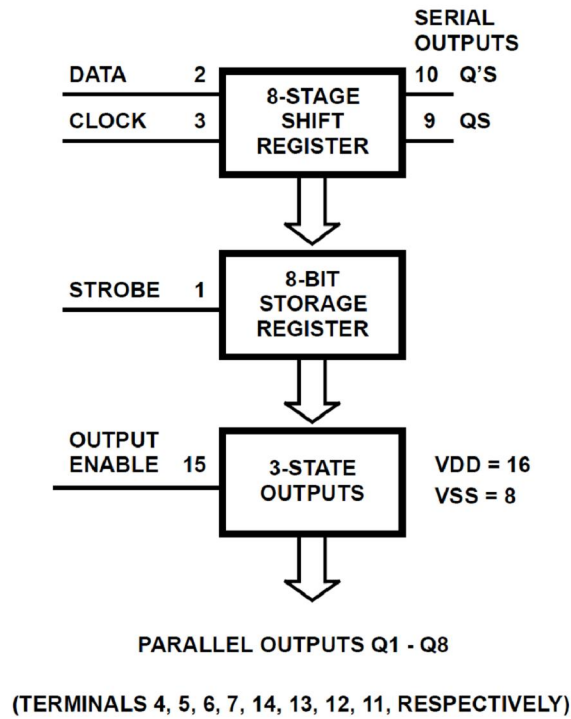 SERIAL
OUTPUTS
DATA 2
10 Q'S
CLOCK 3
9 QS
8-STAGE
SHIFT
REGISTER
STROBE 1
8-BIT
STORAGE
REGISTER
OUTPUT
ENABLE 15
3-STATE
OUTPUTS
VDD = 16
VSS = 8
PARALLEL OUTPUTS Q1 - Q8
(TERMINALS 4, 5, 6, 7, 14, 13, 12, 11, RESPECTIVELY)